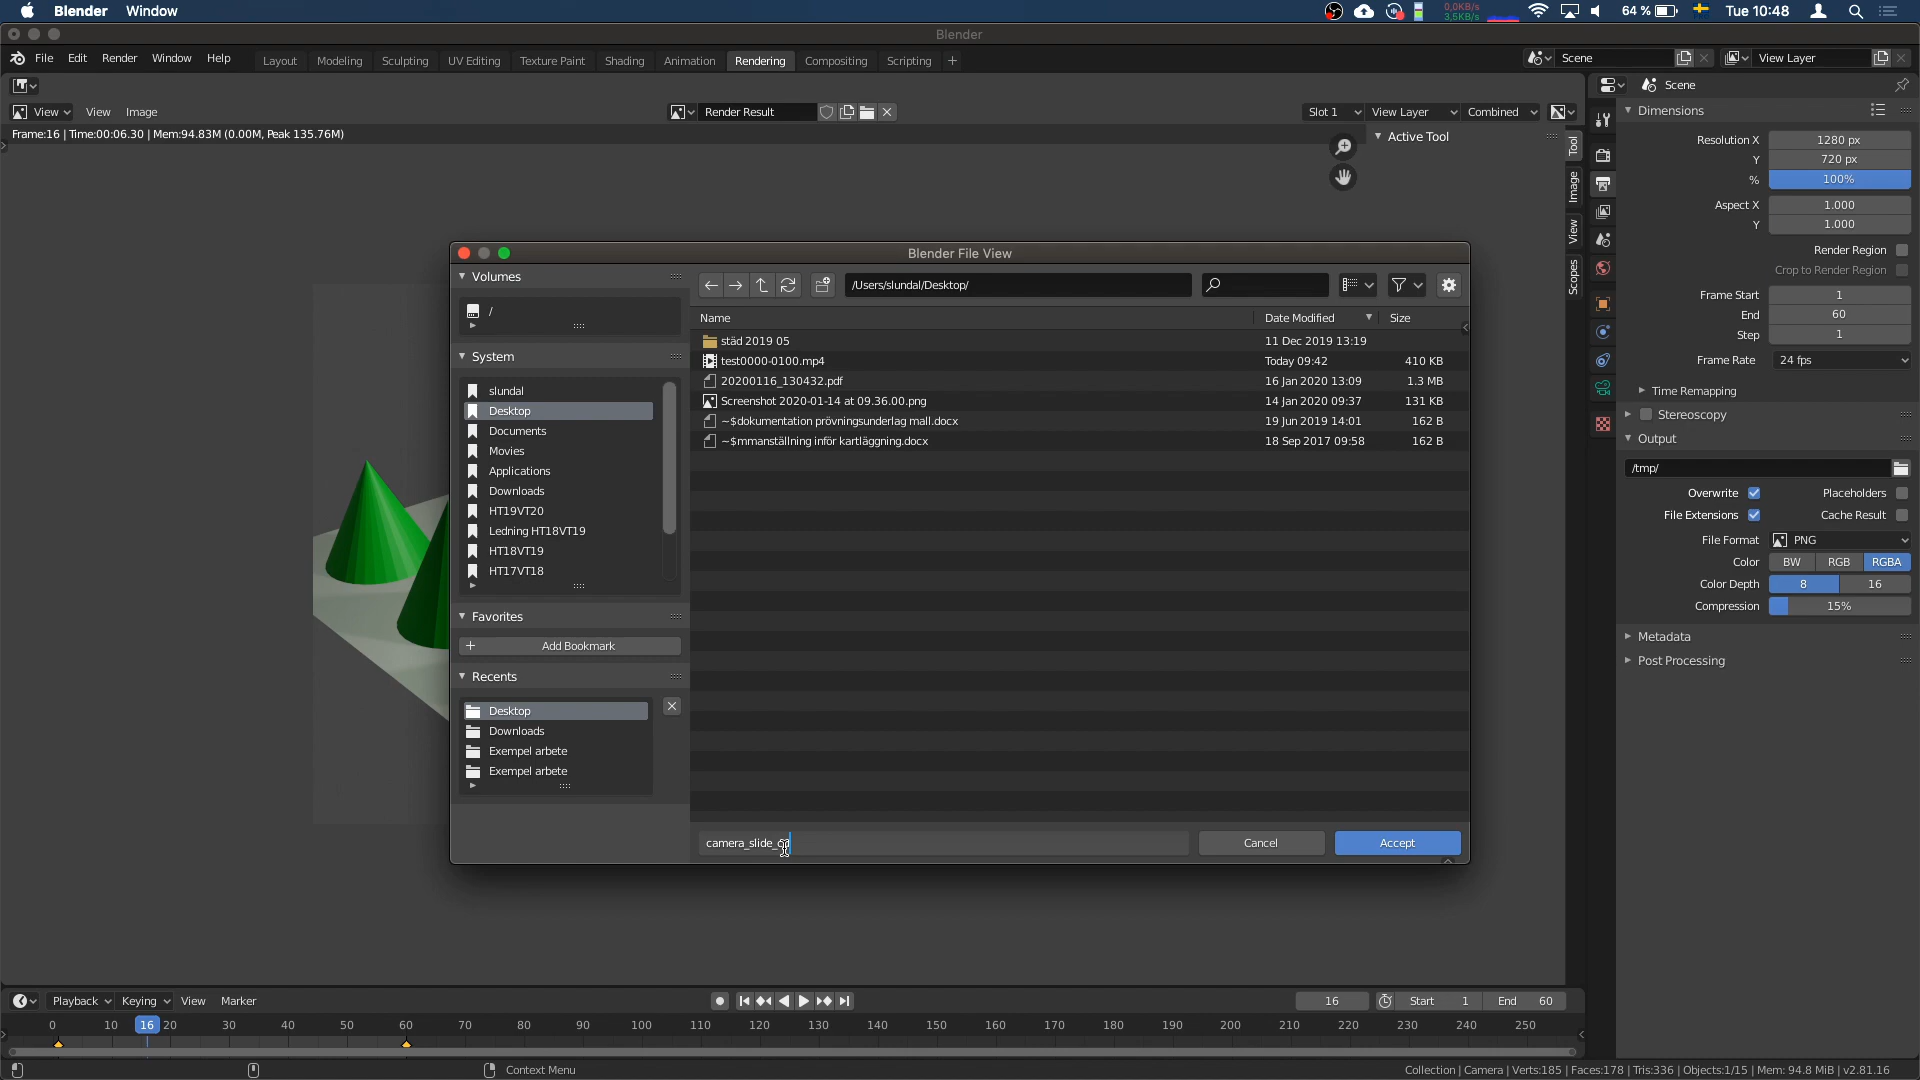 Blender Window 0,0KB/s 3,6KB/s 64 % Tue 10:48
Blender
File Edit Render Window Help Layout Modeling Sculpting UV Editing Texture Paint Shading Animation Rendering Compositing Scripting + Scene View Layer
Scene
View View Image Render Result Slot 1 View Layer Combined
Frame:16 | Time:00:06.30 | Mem:94.83M (0.00M, Peak 135.76M)
Active Tool
Tool
Image
View
Scopes
Dimensions
Resolution X 1280 px
Y 720 px
% 100%
Aspect X 1.000
Y 1.000
Render Region
Crop to Render Region
Frame Start 1
End 60
Step 1
Frame Rate 24 fps
Time Remapping
Stereoscopy
Output
/tmp/
Overwrite Placeholders
File Extensions Cache Result
File Format PNG
Color BW RGB RGBA
Color Depth 8 16
Compression 15%
Metadata
Post Processing
Blender File View
Volumes
/
System
slundal
Desktop
Documents
Movies
Applications
Downloads
HT19VT20
Ledning HT18VT19
HT18VT19
HT17VT18
Favorites
+ Add Bookmark
Recents
Desktop
Downloads
Exempel arbete
Exempel arbete
/Users/slundal/Desktop/
Name Date Modified Size
städ 2019 05 11 Dec 2019 13:19
test0000-0100.mp4 Today 09:42 410 KB
20200116_130432.pdf 16 Jan 2020 13:09 1.3 MB
Screenshot 2020-01-14 at 09.36.00.png 14 Jan 2020 09:37 131 KB
~$dokumentation prövningsunderlag mall.docx 19 Jun 2019 14:01 162 B
~$mmanställning inför kartläggning.docx 18 Sep 2017 09:58 162 B
camera_slide_ Cancel Accept
Playback Keying View Marker 16 Start 1 End 60
0 10 16 20 30 40 50 60 70 80 90 100 110 120 130 140 150 160 170 180 190 200 210 220 230 240 250
Context Menu Collection | Camera | Verts:185 | Faces:178 | Tris:336 | Objects:1/15 | Mem: 94.8 MiB | v2.81.16